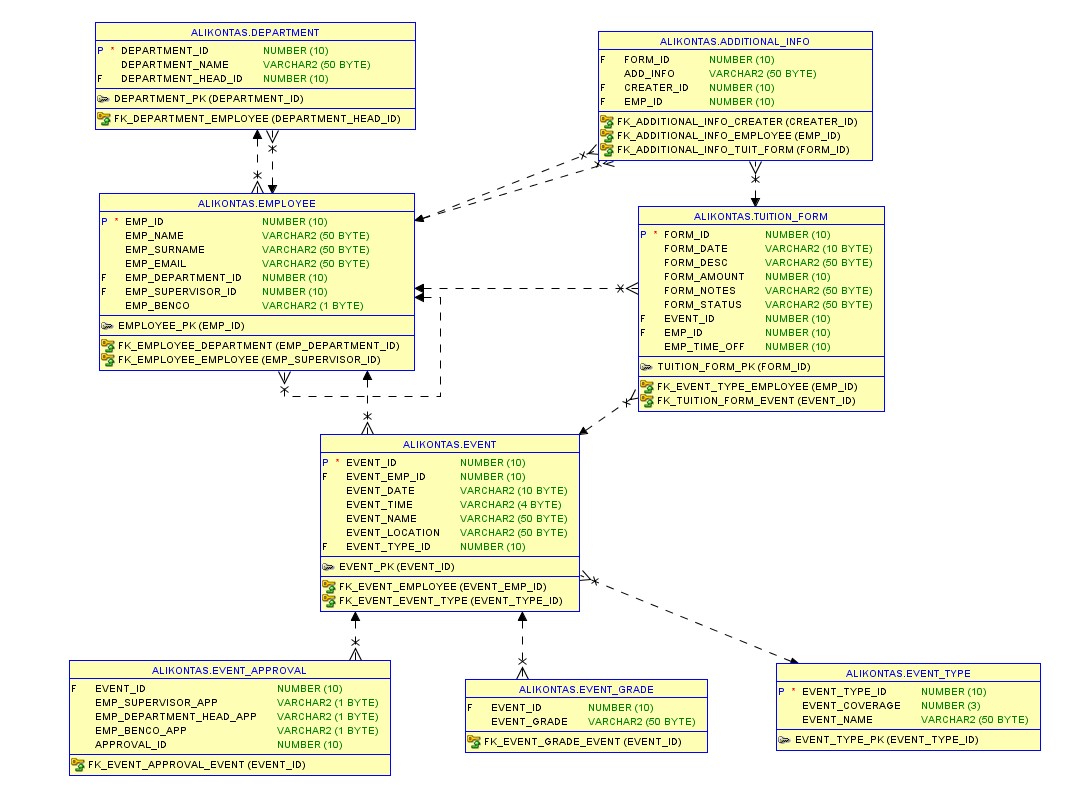 ALIKONTAS.DEPARTMENT
P * DEPARTMENT_ID NUMBER (10)
DEPARTMENT_NAME VARCHAR2 (50 BYTE)
F DEPARTMENT_HEAD_ID NUMBER (10)
DEPARTMENT_PK (DEPARTMENT_ID)
FK_DEPARTMENT_EMPLOYEE (DEPARTMENT_HEAD_ID)
ALIKONTAS.ADDITIONAL_INFO
F FORM_ID NUMBER (10)
ADD_INFO VARCHAR2 (50 BYTE)
F CREATER_ID NUMBER (10)
F EMP_ID NUMBER (10)
FK_ADDITIONAL_INFO_CREATER (CREATER_ID)
FK_ADDITIONAL_INFO_EMPLOYEE (EMP_ID)
FK_ADDITIONAL_INFO_TUIT_FORM (FORM_ID)
ALIKONTAS.EMPLOYEE
P * EMP_ID NUMBER (10)
EMP_NAME VARCHAR2 (50 BYTE)
EMP_SURNAME VARCHAR2 (50 BYTE)
EMP_EMAIL VARCHAR2 (50 BYTE)
F EMP_DEPARTMENT_ID NUMBER (10)
F EMP_SUPERVISOR_ID NUMBER (10)
EMP_BENCO VARCHAR2 (1 BYTE)
EMPLOYEE_PK (EMP_ID)
FK_EMPLOYEE_DEPARTMENT (EMP_DEPARTMENT_ID)
FK_EMPLOYEE_EMPLOYEE (EMP_SUPERVISOR_ID)
ALIKONTAS.TUITION_FORM
P * FORM_ID NUMBER (10)
FORM_DATE VARCHAR2 (10 BYTE)
FORM_DESC VARCHAR2 (50 BYTE)
FORM_AMOUNT NUMBER (10)
FORM_NOTES VARCHAR2 (50 BYTE)
FORM_STATUS VARCHAR2 (50 BYTE)
F EVENT_ID NUMBER (10)
F EMP_ID NUMBER (10)
EMP_TIME_OFF NUMBER (10)
TUITION_FORM_PK (FORM_ID)
FK_EVENT_TYPE_EMPLOYEE (EMP_ID)
FK_TUITION_FORM_EVENT (EVENT_ID)
ALIKONTAS.EVENT
P * EVENT_ID NUMBER (10)
F EVENT_EMP_ID NUMBER (10)
EVENT_DATE VARCHAR2 (10 BYTE)
EVENT_TIME VARCHAR2 (4 BYTE)
EVENT_NAME VARCHAR2 (50 BYTE)
EVENT_LOCATION VARCHAR2 (50 BYTE)
F EVENT_TYPE_ID NUMBER (10)
EVENT_PK (EVENT_ID)
FK_EVENT_EMPLOYEE (EVENT_EMP_ID)
FK_EVENT_EVENT_TYPE (EVENT_TYPE_ID)
ALIKONTAS.EVENT_APPROVAL
F EVENT_ID NUMBER (10)
EMP_SUPERVISOR_APP VARCHAR2 (1 BYTE)
EMP_DEPARTMENT_HEAD_APP VARCHAR2 (1 BYTE)
EMP_BENCO_APP VARCHAR2 (1 BYTE)
APPROVAL_ID NUMBER (10)
FK_EVENT_APPROVAL_EVENT (EVENT_ID)
ALIKONTAS.EVENT_GRADE
F EVENT_ID NUMBER (10)
EVENT_GRADE VARCHAR2 (50 BYTE)
FK_EVENT_GRADE_EVENT (EVENT_ID)
ALIKONTAS.EVENT_TYPE
P * EVENT_TYPE_ID NUMBER (10)
EVENT_COVERAGE NUMBER (3)
EVENT_NAME VARCHAR2 (50 BYTE)
EVENT_TYPE_PK (EVENT_TYPE_ID)